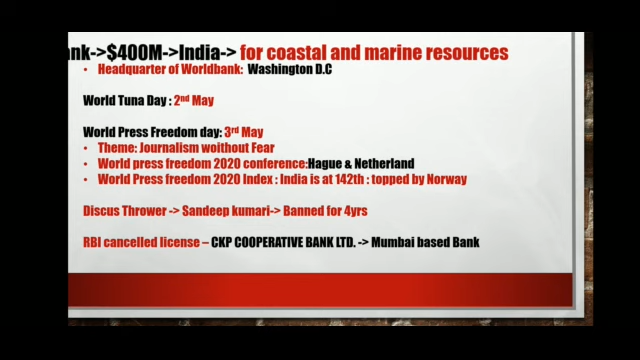 nk->$400M->India-> for coastal and marine resources
• Headquarter of Worldbank: Washington D.C
World Tuna Day : 2nd May
World Press Freedom day: 3rd May
• Theme: Journalism woithout Fear
• World press freedom 2020 conference:Hague & Netherland
• World Press freedom 2020 Index : India is at 142th : topped by Norway
Discus Thrower -> Sandeep kumari-> Banned for 4yrs
RBI cancelled license – CKP COOPERATIVE BANK LTD. -> Mumbai based Bank